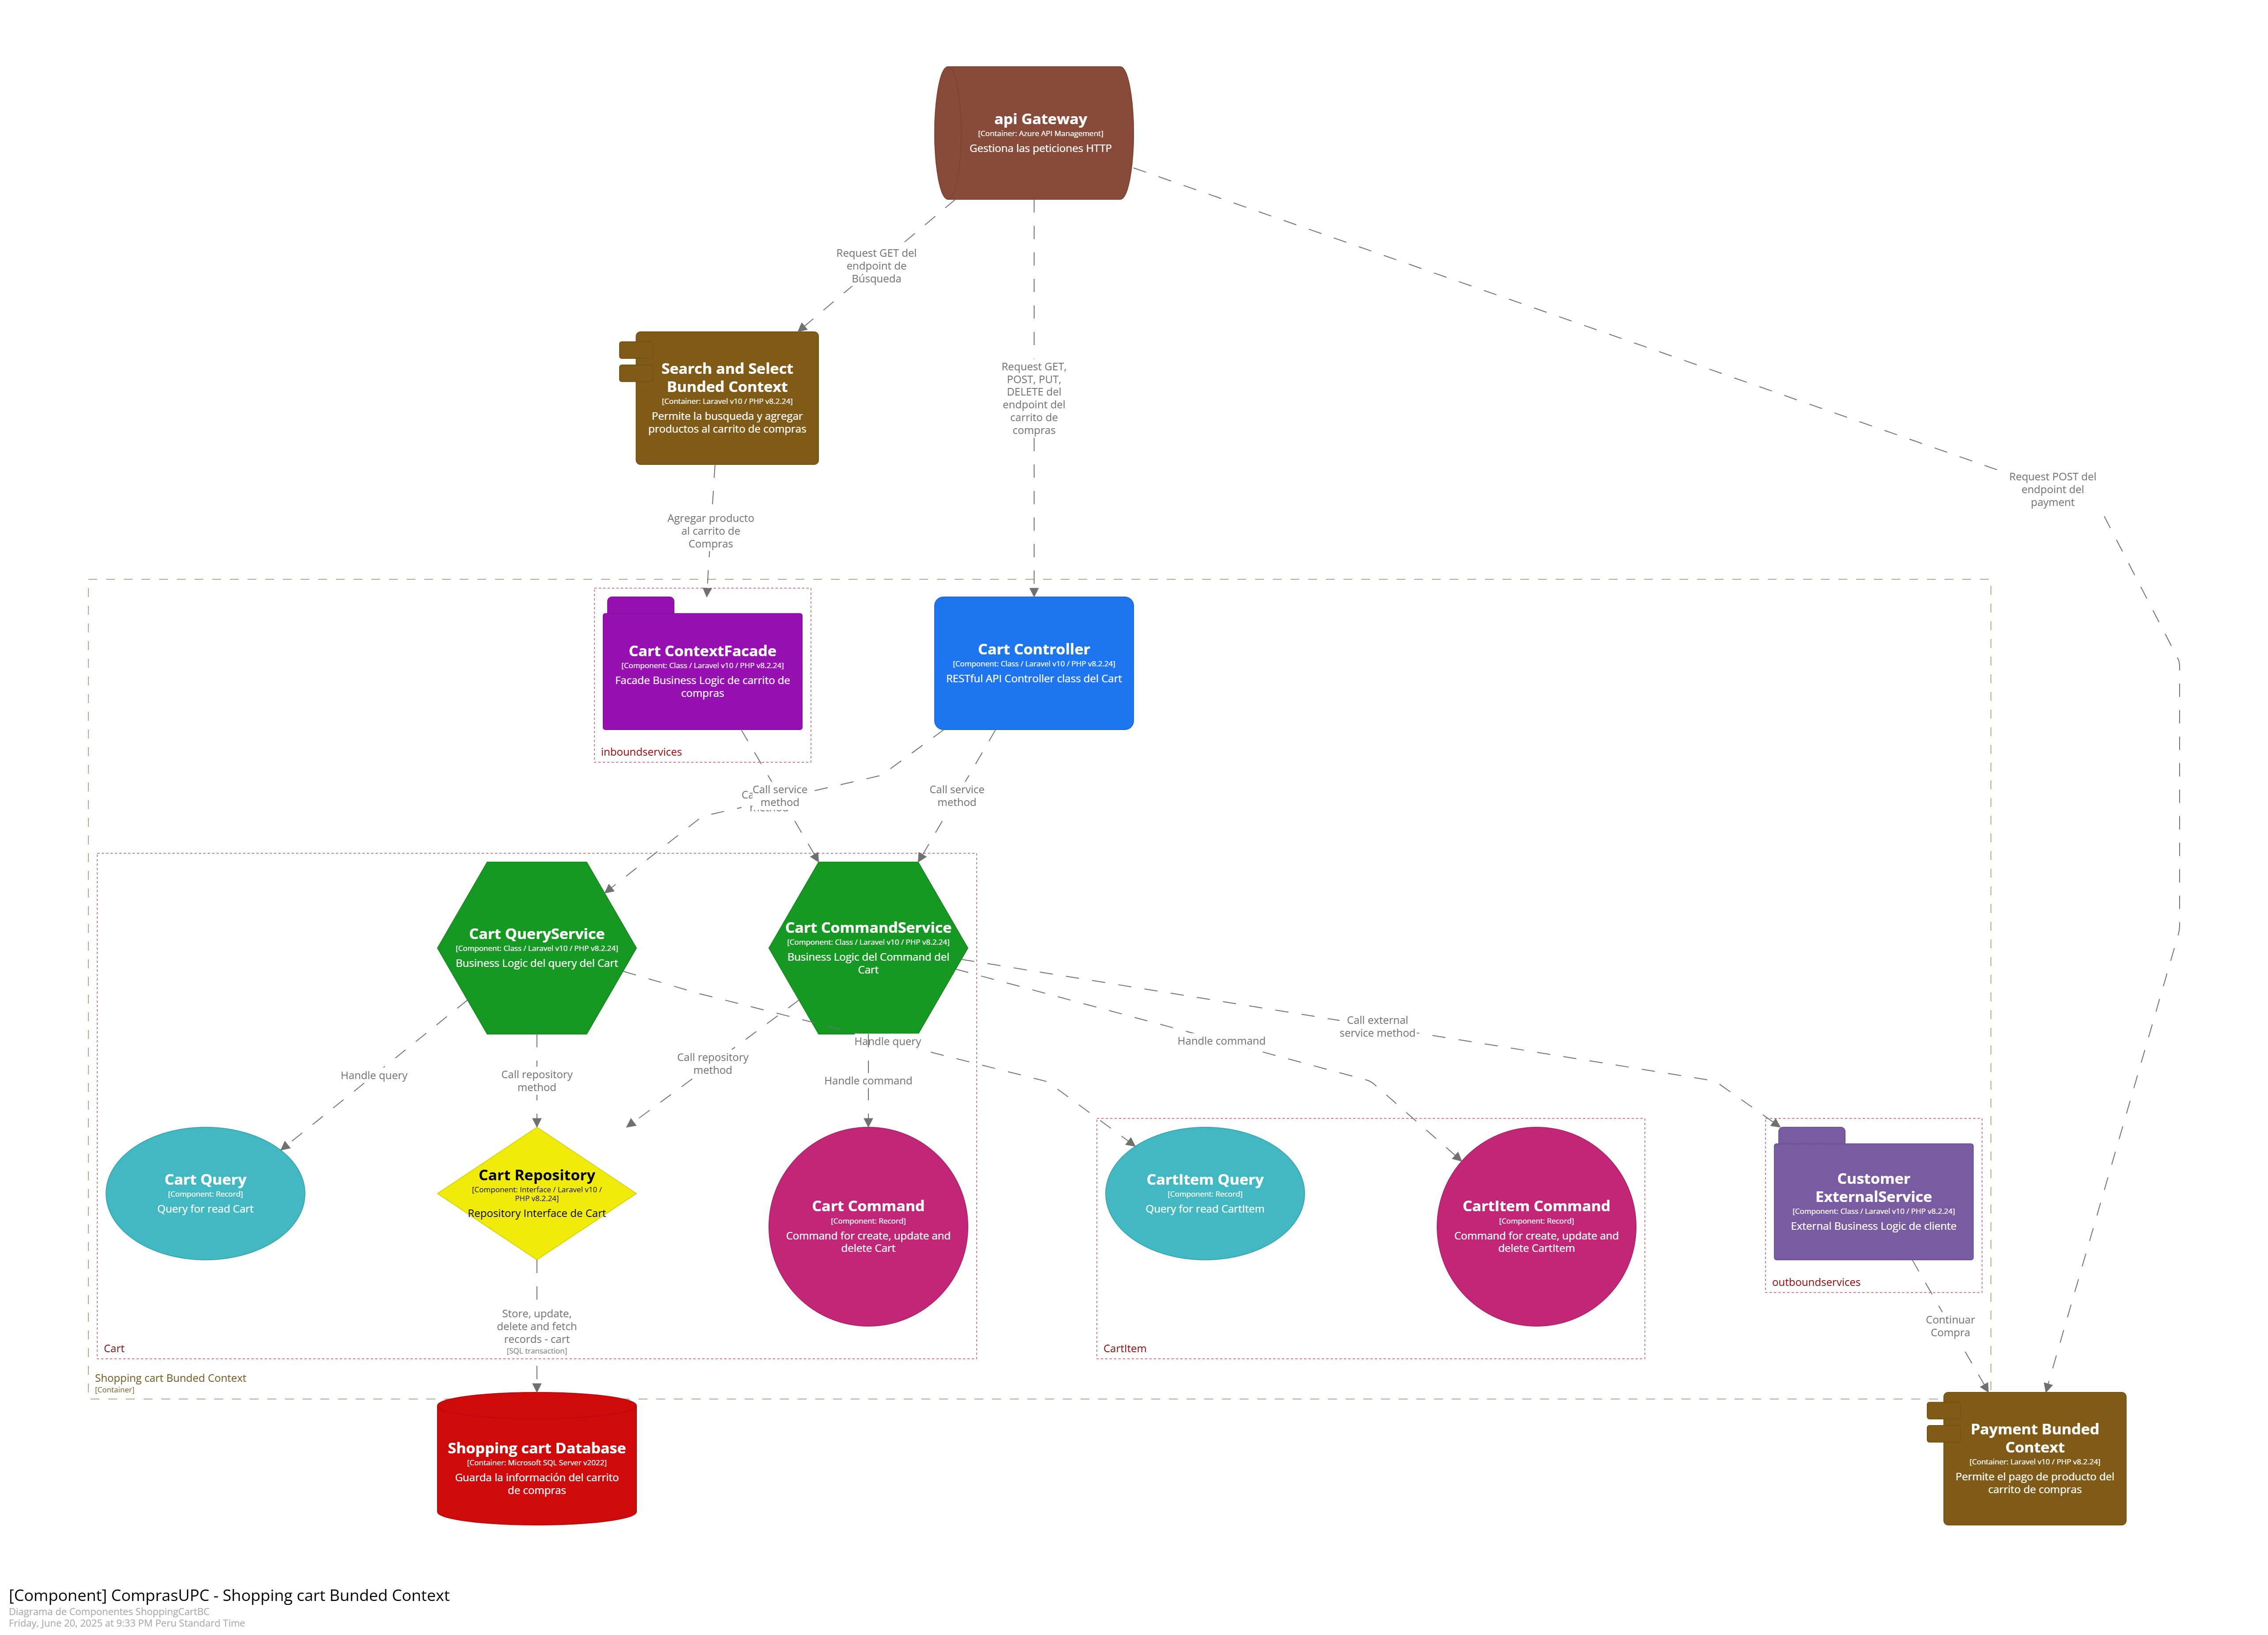 api Gateway
[Container: Azure API Management]
Gestiona las peticiones HTTP
Request GET del
endpoint de
Búsqueda
Search and Select
Bunded Context
[Container: Laravel v10 / PHP v8.2.24]
Permite la busqueda y agregar
productos al carrito de compras
Request GET,
POST, PUT,
DELETE del
endpoint del
carrito de
compras
Request POST del
endpoint del
payment
Agregar producto
al carrito de
Compras
Cart ContextFacade
[Component: Class / Laravel v10 / PHP v8.2.24]
Facade Business Logic de carrito de
compras
inboundservices
Cart Controller
[Component: Class / Laravel v10 / PHP v8.2.24]
RESTful API Controller class del Cart
Call service
method
Call service
method
Cart QueryService
[Component: Class / Laravel v10 / PHP v8.2.24]
Business Logic del query del Cart
Cart CommandService
[Component: Class / Laravel v10 / PHP v8.2.24]
Business Logic del Command del
Cart
Call external
service method
Handle query
Handle command
Call repository
method
Handle query
Call repository
method
Handle command
Cart Query
[Component: Record]
Query for read Cart
Cart Repository
[Component: Interface / Laravel v10 /
PHP v8.2.24]
Repository Interface de Cart
Cart Command
[Component: Record]
Command for create, update and
delete Cart
CartItem Query
[Component: Record]
Query for read CartItem
CartItem Command
[Component: Record]
Command for create, update and
delete CartItem
Customer
ExternalService
[Component: Class / Laravel v10 / PHP v8.2.24]
External Business Logic de cliente
outboundservices
Store, update,
delete and fetch
records - cart
[SQL transaction]
Continuar
Compra
Cart
CartItem
Shopping cart Bunded Context
[Container]
Shopping cart Database
[Container: Microsoft SQL Server v2022]
Guarda la información del carrito
de compras
Payment Bunded
Context
[Container: Laravel v10 / PHP v8.2.24]
Permite el pago de producto del
carrito de compras
[Component] ComprasUPC - Shopping cart Bunded Context
Diagrama de Componentes ShoppingCartBC
Friday, June 20, 2025 at 9:33 PM Peru Standard Time